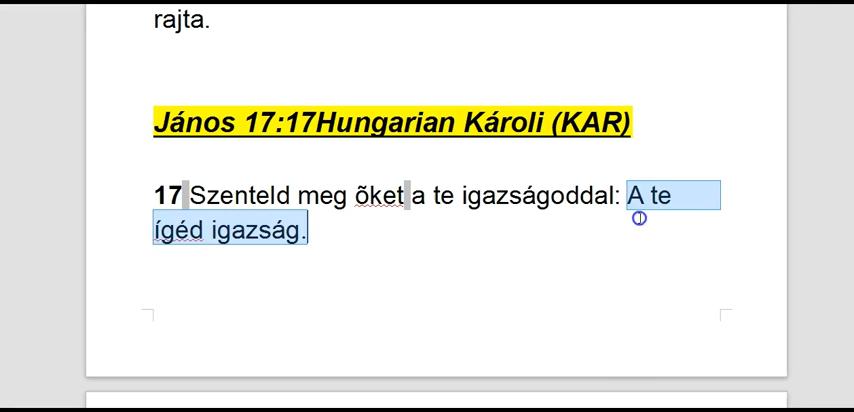 rajta.
János 17:17Hungarian Károli (KAR)
17 Szenteld meg õket a te igazságoddal: A te
ígéd igazság.